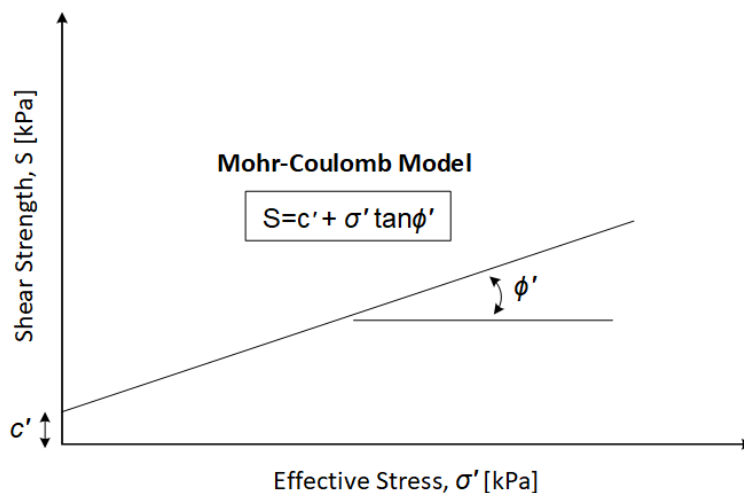 Shear Strength, S [kPa]
Mohr-Coulomb Model
S=c′+ σ′ tanϕ′
ϕ′
c′
Effective Stress, σ′ [kPa]